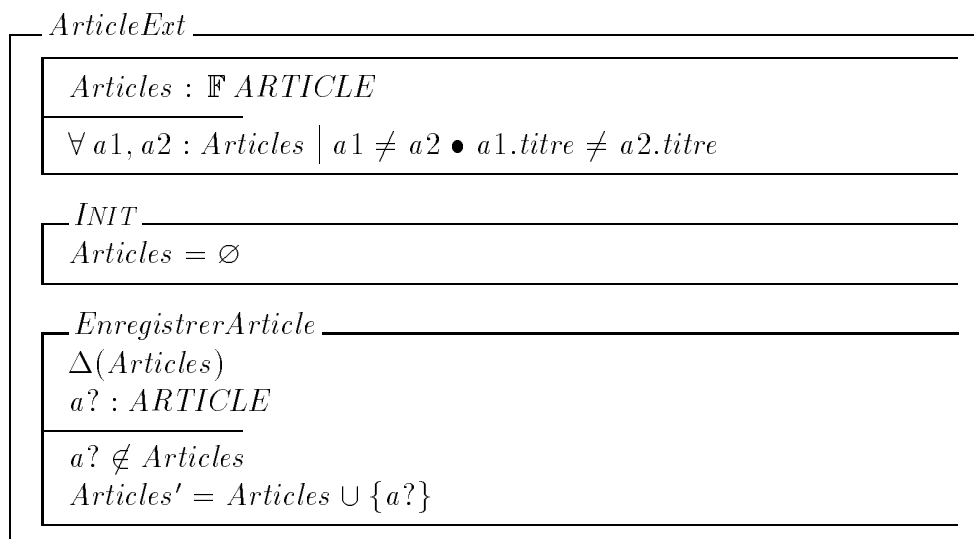 ArticleExt
Articles : 𝔽 ARTICLE
∀ a1, a2 : Articles | a1 ≠ a2 • a1.titre ≠ a2.titre
INIT
Articles = ∅
EnregistrerArticle
Δ(Articles)
a? : ARTICLE
a? ∉ Articles
Articles′ = Articles ∪ {a?}